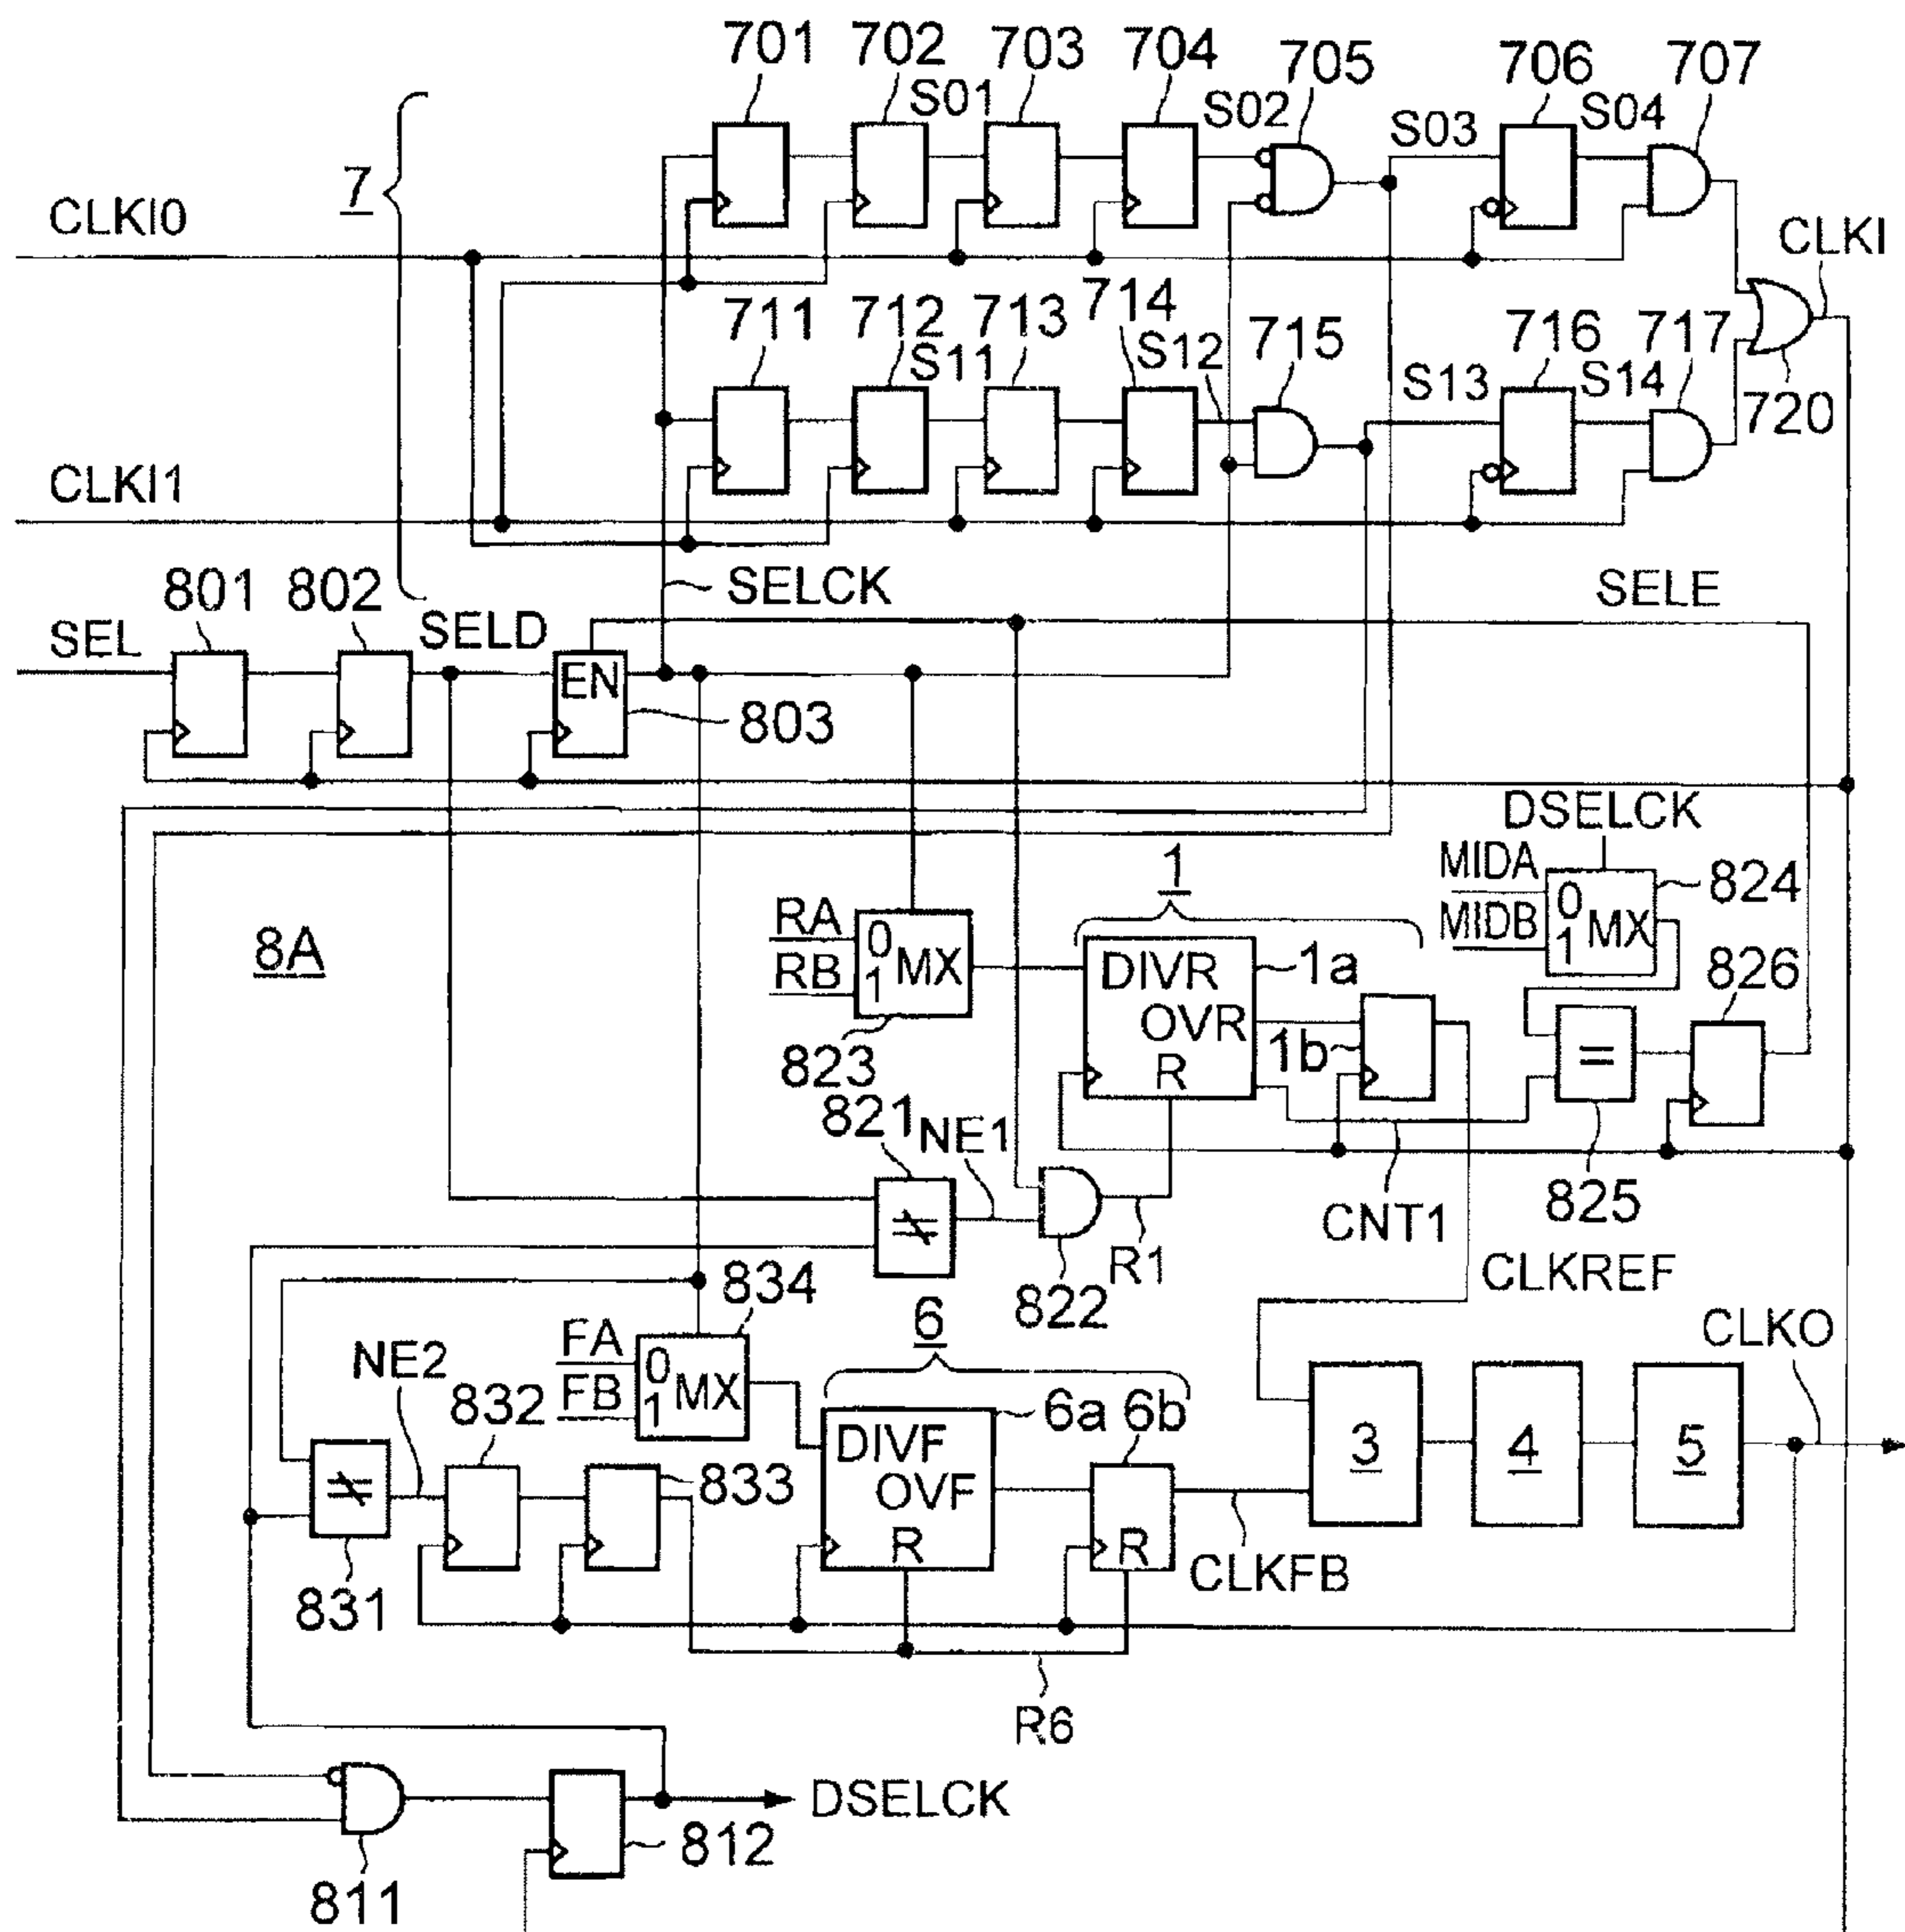 701 702 703 704 705 706 707
S01 S02 S03 S04
7
CLKI0
CLKI
711 712 713 714 715 716 717
S11 S12 S13 S14
720
CLKI1
801 802 SELCK SELE
SEL SELD
EN
803
DSELCK
MIDA
MIDB
0
1 MX
824
1
8A
RA
RB
0
1 MX
DIVR
OVR
R
1a
1b
826
823
=
821 NE1
825
CNT1
R1
822
CLKREF
834
6
CLKO
FA
FB
0
1 MX
NE2
832
833
DIVF
OVF
R
6a 6b
R
3 4 5
≠
≠
831
CLKFB
R6
DSELCK
812
811